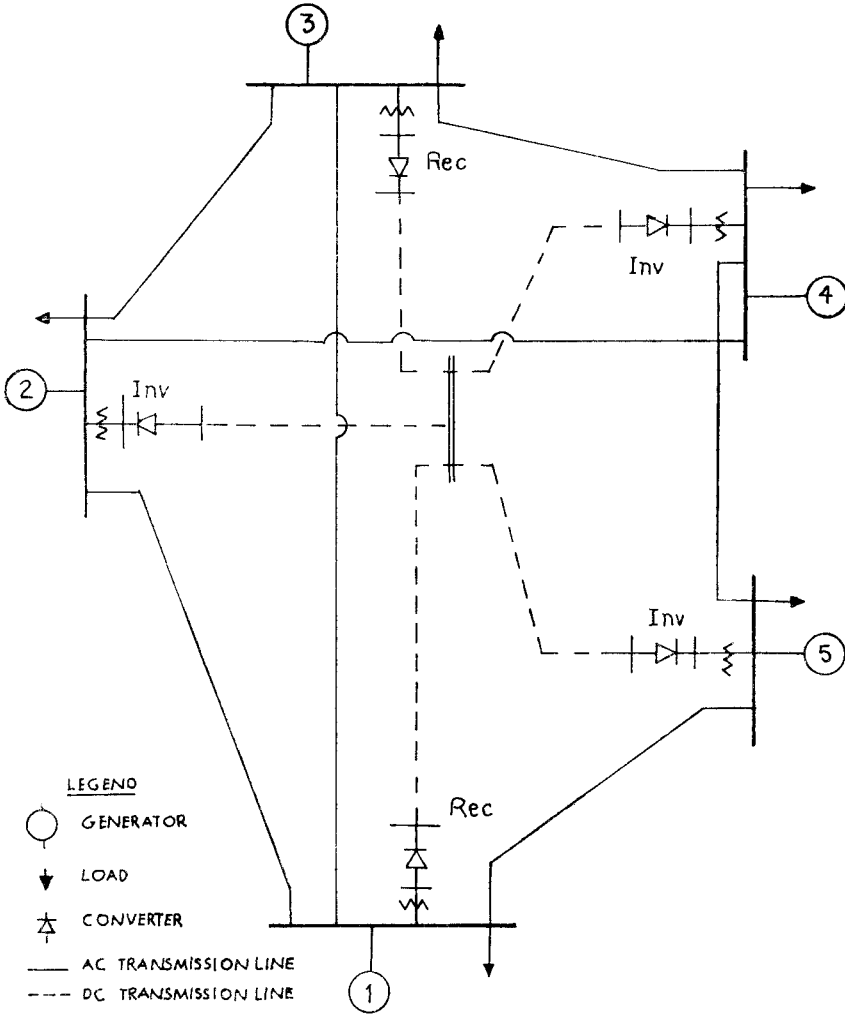 3
Rec
Inv
4
2
Inv
Inv
5
Rec
LEGEND
GENERATOR
LOAD
CONVERTER
AC TRANSMISSION LINE
DC TRANSMISSION LINE
1